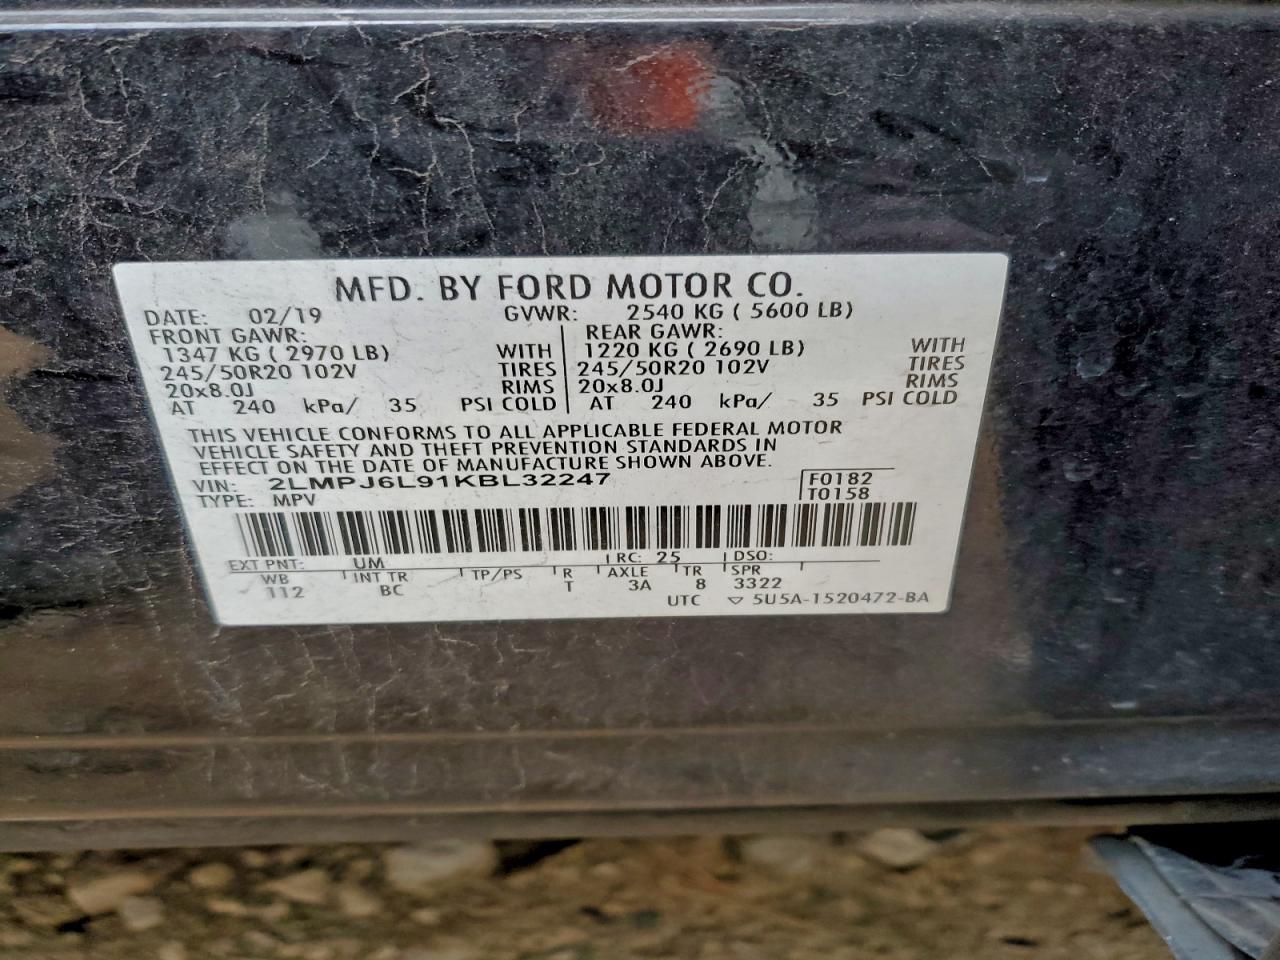 MFD. BY FORD MOTOR CO.
DATE: 02/19 GVWR: 2540 KG ( 5600 LB)
FRONT GAWR: REAR GAWR:
1347 KG ( 2970 LB) WITH 1220 KG ( 2690 LB) WITH
245/50R20 102V TIRES 245/50R20 102V TIRES
20x8.0J RIMS 20x8.0J RIMS
AT 240 kPa/ 35 PSI COLD AT 240 kPa/ 35 PSI COLD
THIS VEHICLE CONFORMS TO ALL APPLICABLE FEDERAL MOTOR
VEHICLE SAFETY AND THEFT PREVENTION STANDARDS IN
EFFECT ON THE DATE OF MANUFACTURE SHOWN ABOVE.
VIN: 2LMPJ6L91KBL32247 F0182
TYPE: MPV T0158
EXT PNT: UM RC: 25 DSO:
WB INT TR TP/PS R AXLE TR SPR
112 BC T 3A 8 3322
UTC ▽ 5U5A-1520472-BA